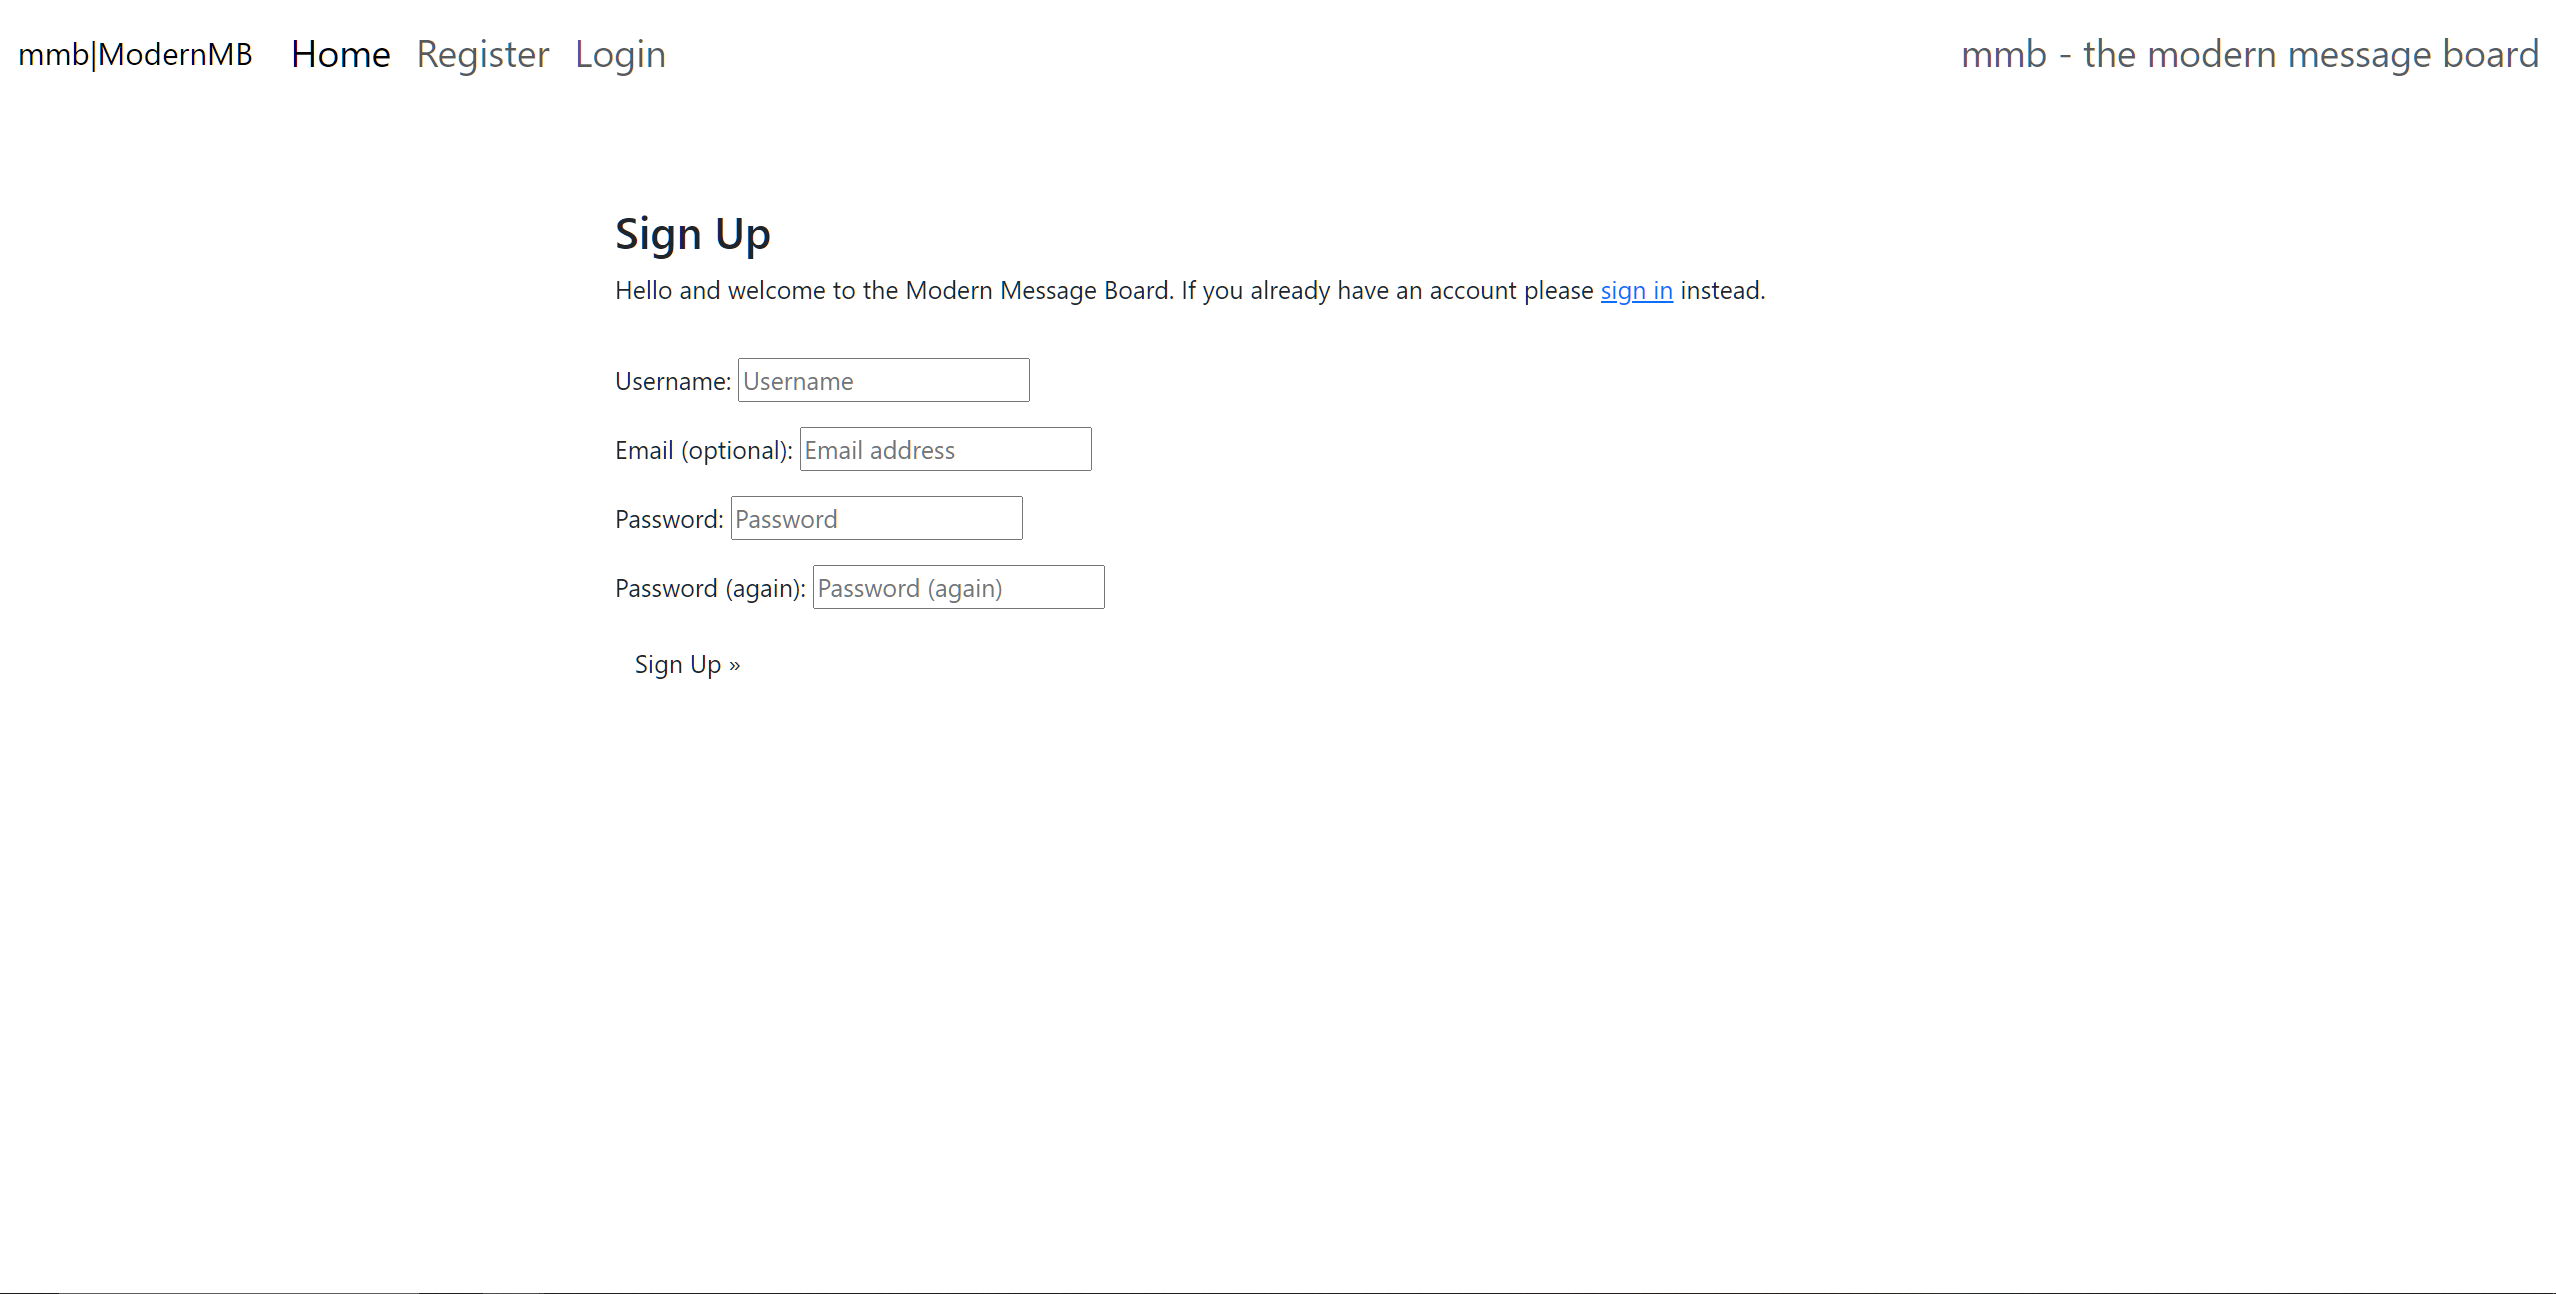 mmb|ModernMB Home Register Login mmb - the modern message board
Sign Up
Hello and welcome to the Modern Message Board. If you already have an account please sign in instead.
Username: Username
Email (optional): Email address
Password: Password
Password (again): Password (again)
Sign Up »